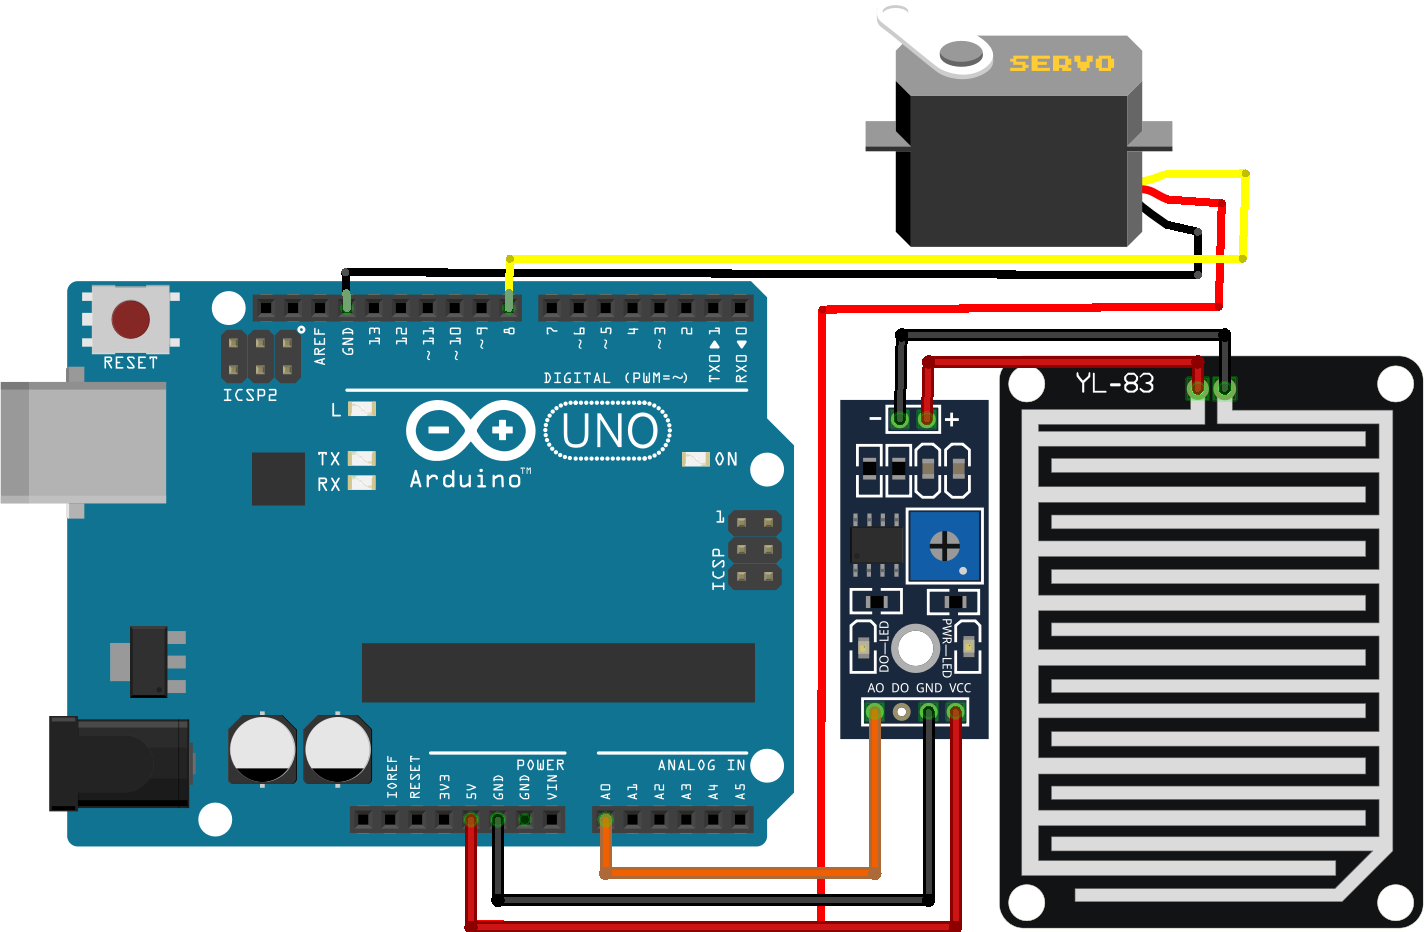 SERVO
RESET
ICSP2
AREF
GND
13
12
~11
~10
~9
8
7
~6
~5
4
~3
2
TX0▶1
RX0◀0
DIGITAL (PWM=~)
L
TX
RX
UNO
Arduino™
ON
1
ICSP
YL-83
- +
DO-LED
PWR-LED
AO DO GND VCC
POWER
ANALOG IN
IOREF
RESET
3V3
5V
GND
GND
VIN
A0
A1
A2
A3
A4
A5